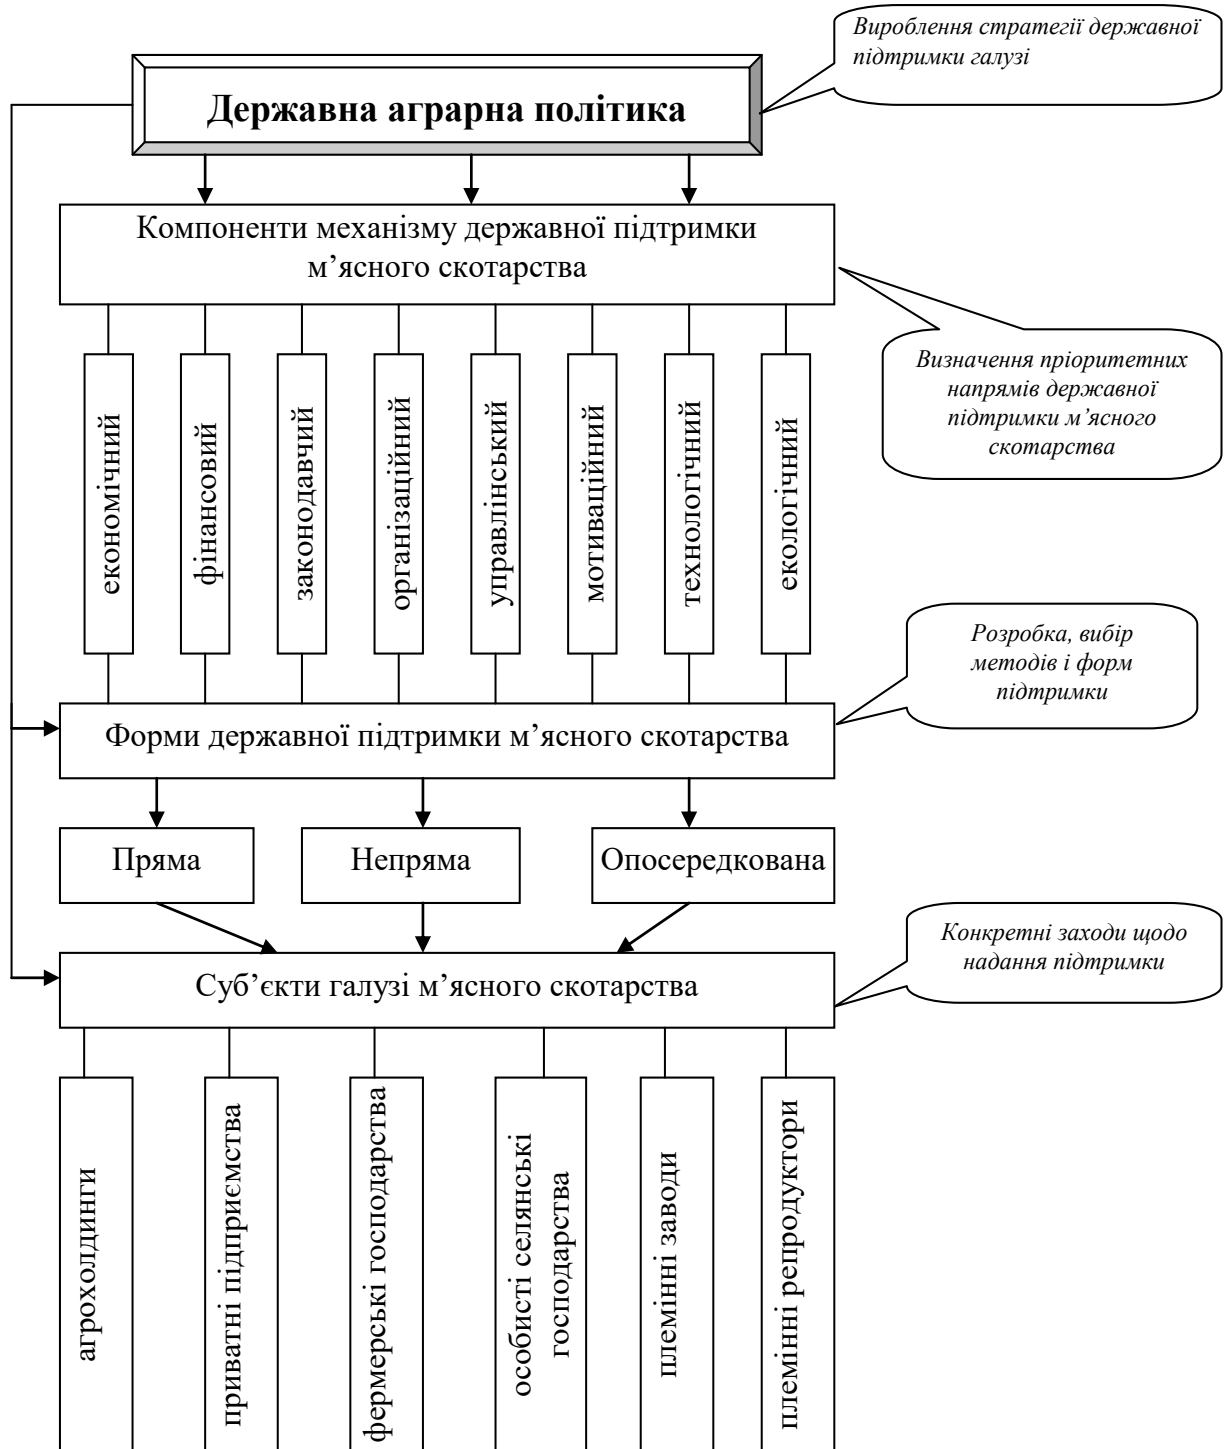 Вироблення стратегії державної
підтримки галузі
Державна аграрна політика
Компоненти механізму державної підтримки
м’ясного скотарства
Визначення пріоритетних
напрямів державної
підтримки м’ясного
скотарства
економічний
фінансовий
законодавчий
організаційний
управлінський
мотиваційний
технологічний
екологічний
Розробка, вибір
методів і форм
підтримки
Форми державної підтримки м’ясного скотарства
Пряма
Непряма
Опосередкована
Конкретні заходи щодо
надання підтримки
Суб’єкти галузі м’ясного скотарства
агрохолдинги
приватні підприємства
фермерські господарства
особисті селянські
господарства
племінні заводи
племінні репродуктори